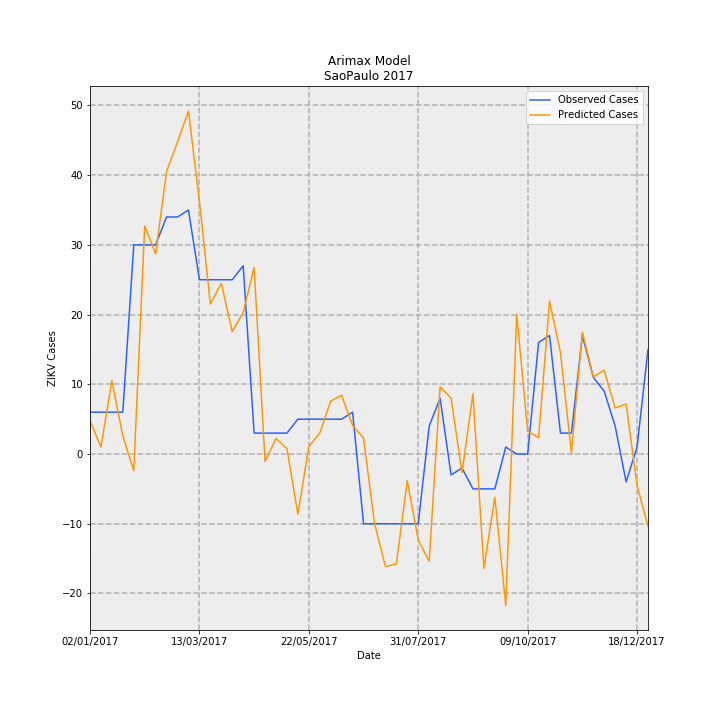 Arimax Model
SaoPaulo 2017
Observed Cases
Predicted Cases
ZIKV Cases
50
40
30
20
10
0
−10
−20
02/01/2017 13/03/2017 22/05/2017 31/07/2017 09/10/2017 18/12/2017
Date